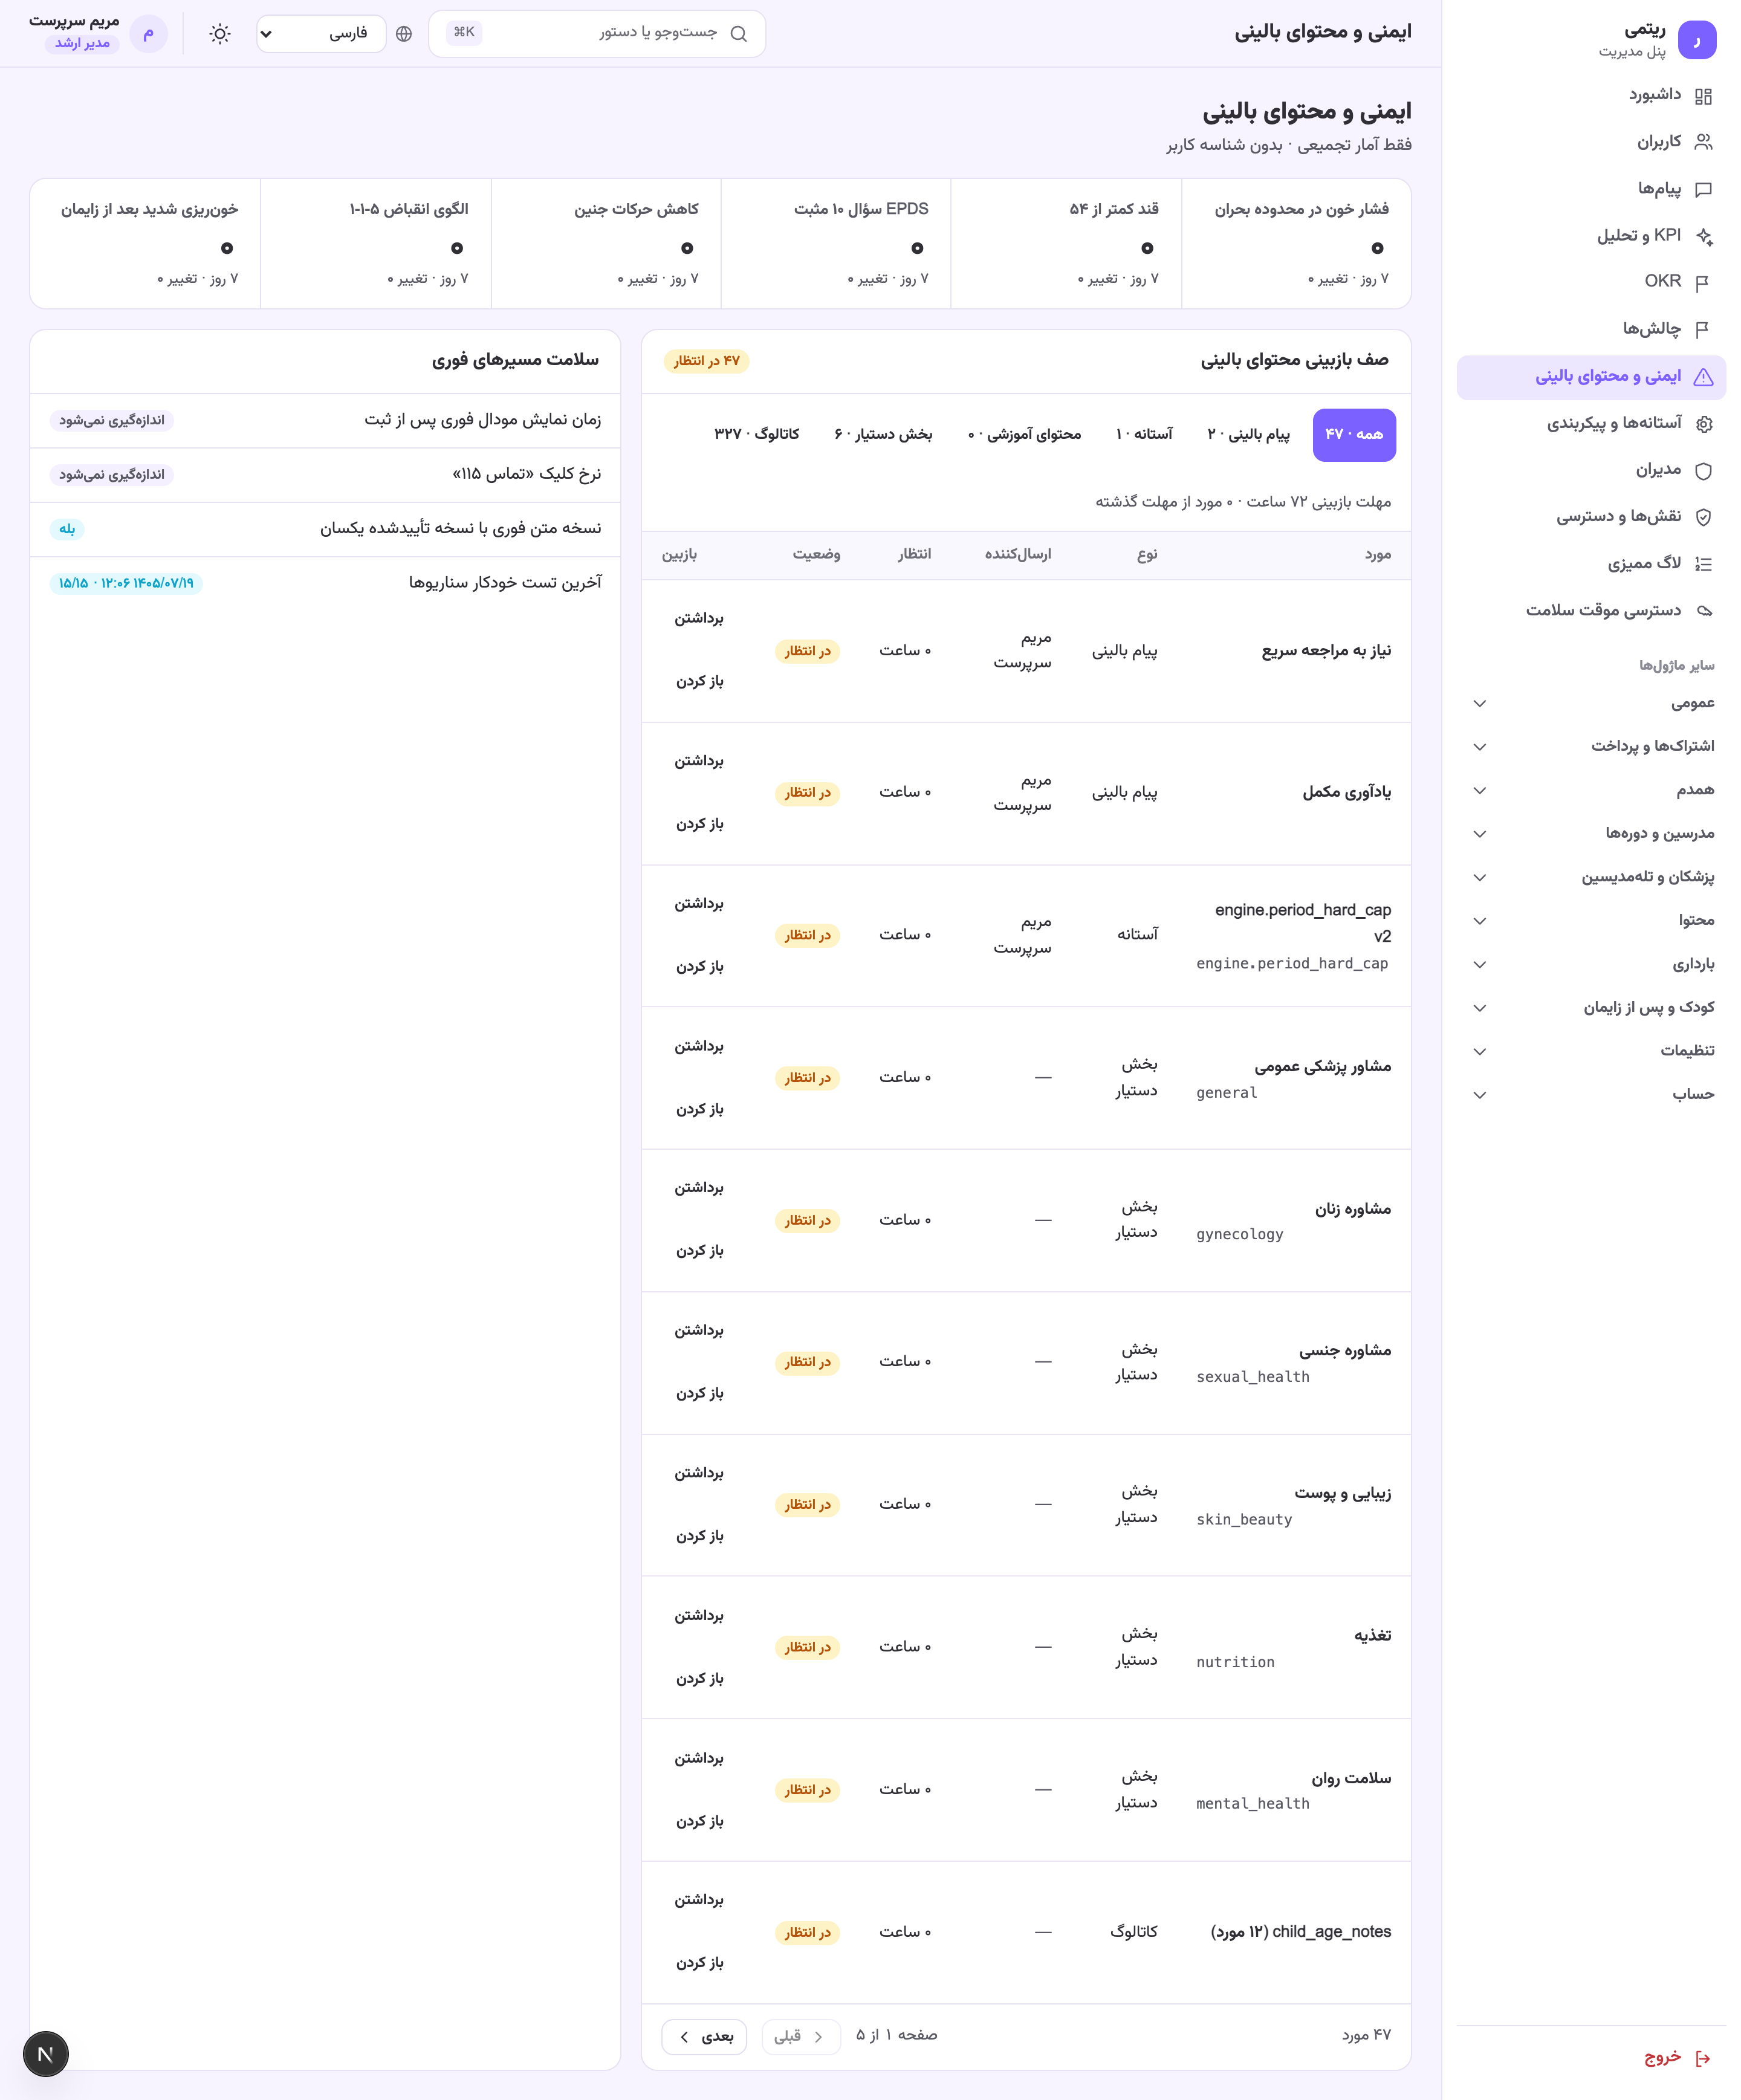 ریتمی
پنل مدیریت
داشبورد
کاربران
پیام‌ها
KPI و تحلیل
OKR
چالش‌ها
ایمنی و محتوای بالینی
آستانه‌ها و پیکربندی
مدیران
نقش‌ها و دسترسی
لاگ ممیزی
دسترسی موقت سلامت
سایر ماژول‌ها
عمومی
اشتراک‌ها و پرداخت
همدم
مدرسین و دوره‌ها
پزشکان و تله‌مدیسین
محتوا
بارداری
کودک و پس از زایمان
تنظیمات
حساب
خروج
ایمنی و محتوای بالینی
جست‌وجو یا دستور
⌘K
فارسی
م
مریم سرپرست
مدیر ارشد
ایمنی و محتوای بالینی
فقط آمار تجمیعی · بدون شناسه کاربر
فشار خون در محدوده بحران
۰
۷ روز · تغییر ۰
قند کمتر از ۵۴
۰
۷ روز · تغییر ۰
EPDS سؤال ۱۰ مثبت
۰
۷ روز · تغییر ۰
کاهش حرکات جنین
۰
۷ روز · تغییر ۰
الگوی انقباض ۵-۱-۱
۰
۷ روز · تغییر ۰
خون‌ریزی شدید بعد از زایمان
۰
۷ روز · تغییر ۰
صف بازبینی محتوای بالینی
۴۷ در انتظار
همه · ۴۷
پیام بالینی · ۲
آستانه · ۱
محتوای آموزشی · ۰
بخش دستیار · ۶
کاتالوگ · ۳۲۷
مهلت بازبینی ۷۲ ساعت · ۰ مورد از مهلت گذشته
مورد نوع ارسال‌کننده انتظار وضعیت بازبین
نیاز به مراجعه سریع
پیام بالینی
مریم
سرپرست
۰ ساعت
در انتظار
برداشتن
باز کردن
یادآوری مکمل
پیام بالینی
مریم
سرپرست
۰ ساعت
در انتظار
برداشتن
باز کردن
engine.period_hard_cap
v2
engine.period_hard_cap
آستانه
مریم
سرپرست
۰ ساعت
در انتظار
برداشتن
باز کردن
مشاور پزشکی عمومی
general
بخش
دستیار
—
۰ ساعت
در انتظار
برداشتن
باز کردن
مشاوره زنان
gynecology
بخش
دستیار
—
۰ ساعت
در انتظار
برداشتن
باز کردن
مشاوره جنسی
sexual_health
بخش
دستیار
—
۰ ساعت
در انتظار
برداشتن
باز کردن
زیبایی و پوست
skin_beauty
بخش
دستیار
—
۰ ساعت
در انتظار
برداشتن
باز کردن
تغذیه
nutrition
بخش
دستیار
—
۰ ساعت
در انتظار
برداشتن
باز کردن
سلامت روان
mental_health
بخش
دستیار
—
۰ ساعت
در انتظار
برداشتن
باز کردن
child_age_notes (۱۲ مورد)
کاتالوگ
—
۰ ساعت
در انتظار
برداشتن
باز کردن
۴۷ مورد
صفحه ۱ از ۵
قبلی
بعدی
سلامت مسیرهای فوری
زمان نمایش مودال فوری پس از ثبت
اندازه‌گیری نمی‌شود
نرخ کلیک «تماس ۱۱۵»
اندازه‌گیری نمی‌شود
نسخه متن فوری با نسخه تأییدشده یکسان
بله
آخرین تست خودکار سناریوها
۱۴۰۵/۰۷/۱۹ ۱۲:۰۶ · ۱۵/۱۵
N